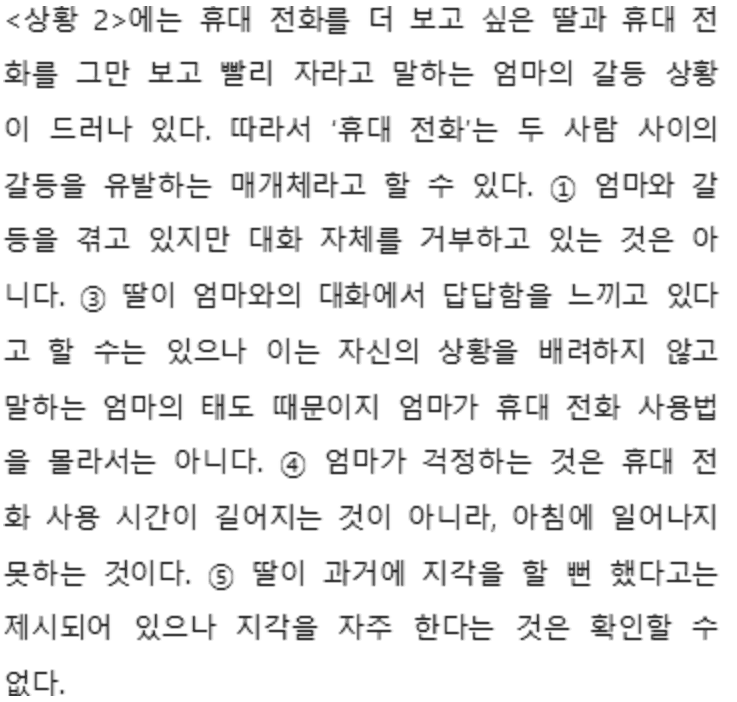 <상황 2>에는 휴대 전화를 더 보고 싶은 딸과 휴대 전
화를 그만 보고 빨리 자라고 말하는 엄마의 갈등 상황
이 드러나 있다. 따라서 '휴대 전화'는 두 사람 사이의
갈등을 유발하는 매개체라고 할 수 있다. ① 엄마와 갈
등을 겪고 있지만 대화 자체를 거부하고 있는 것은 아
니다. ③ 딸이 엄마와의 대화에서 답답함을 느끼고 있다
고 할 수는 있으나 이는 자신의 상황을 배려하지 않고
말하는 엄마의 태도 때문이지 엄마가 휴대 전화 사용법
을 몰라서는 아니다. ④ 엄마가 걱정하는 것은 휴대 전
화 사용 시간이 길어지는 것이 아니라, 아침에 일어나지
못하는 것이다. ⑤ 딸이 과거에 지각을 할 뻔 했다고는
제시되어 있으나 지각을 자주 한다는 것은 확인할 수
없다.